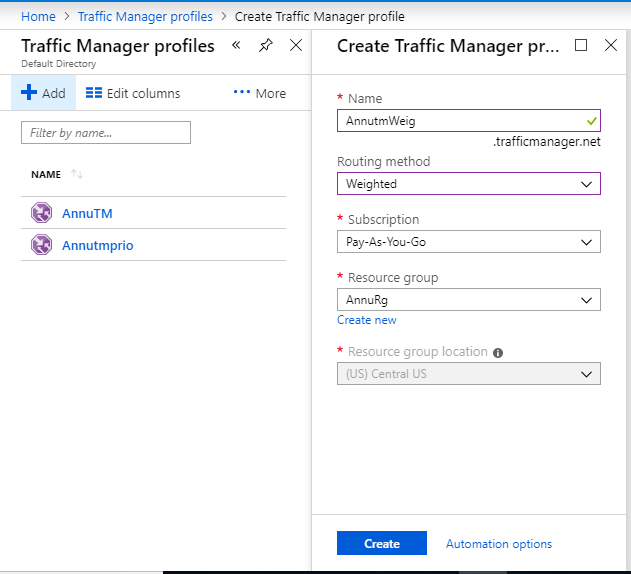 Home > Traffic Manager profiles > Create Traffic Manager profile
Traffic Manager profiles
Default Directory
Add
Edit columns
More
Filter by name...
NAME
AnnuTM
Annutmprio
Create Traffic Manager pr...
* Name
AnnutmWeig
.trafficmanager.net
Routing method
Weighted
* Subscription
Pay-As-You-Go
* Resource group
AnnuRg
Create new
* Resource group location
(US) Central US
Create
Automation options